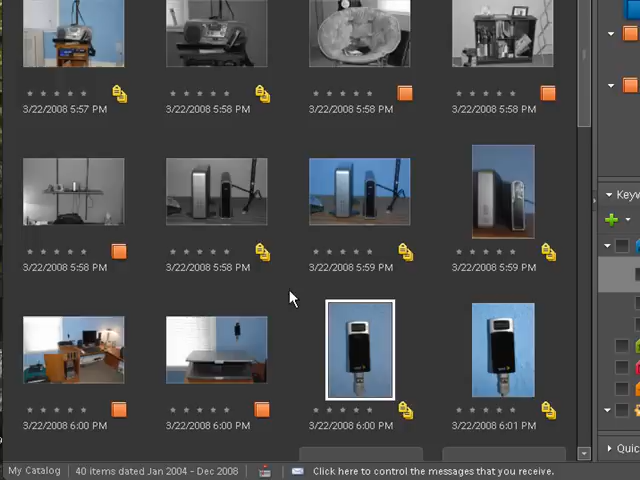 3/22/2008 5:57 PM
3/22/2008 5:58 PM
3/22/2008 5:58 PM
3/22/2008 5:58 PM
Keyw
3/22/2008 5:58 PM
3/22/2008 5:58 PM
3/22/2008 5:59 PM
3/22/2008 5:59 PM
3/22/2008 6:00 PM
3/22/2008 6:00 PM
3/22/2008 6:00 PM
3/22/2008 6:01 PM
Quic
My Catalog
40 items dated Jan 2004 - Dec 2008
Click here to control the messages that you receive.